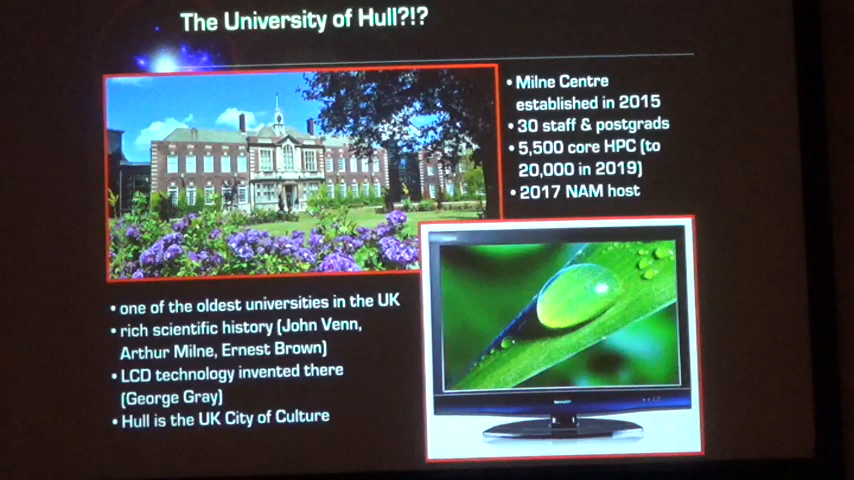 The University of Hull?!?
• Milne Centre
established in 2015
• 30 staff & postgrads
• 5,500 core HPC (to
20,000 in 2019)
• 2017 NAM host
• one of the oldest universities in the UK
• rich scientific history (John Venn,
Arthur Milne, Ernest Brown)
• LCD technology invented there
(George Gray)
• Hull is the UK City of Culture
SHARP